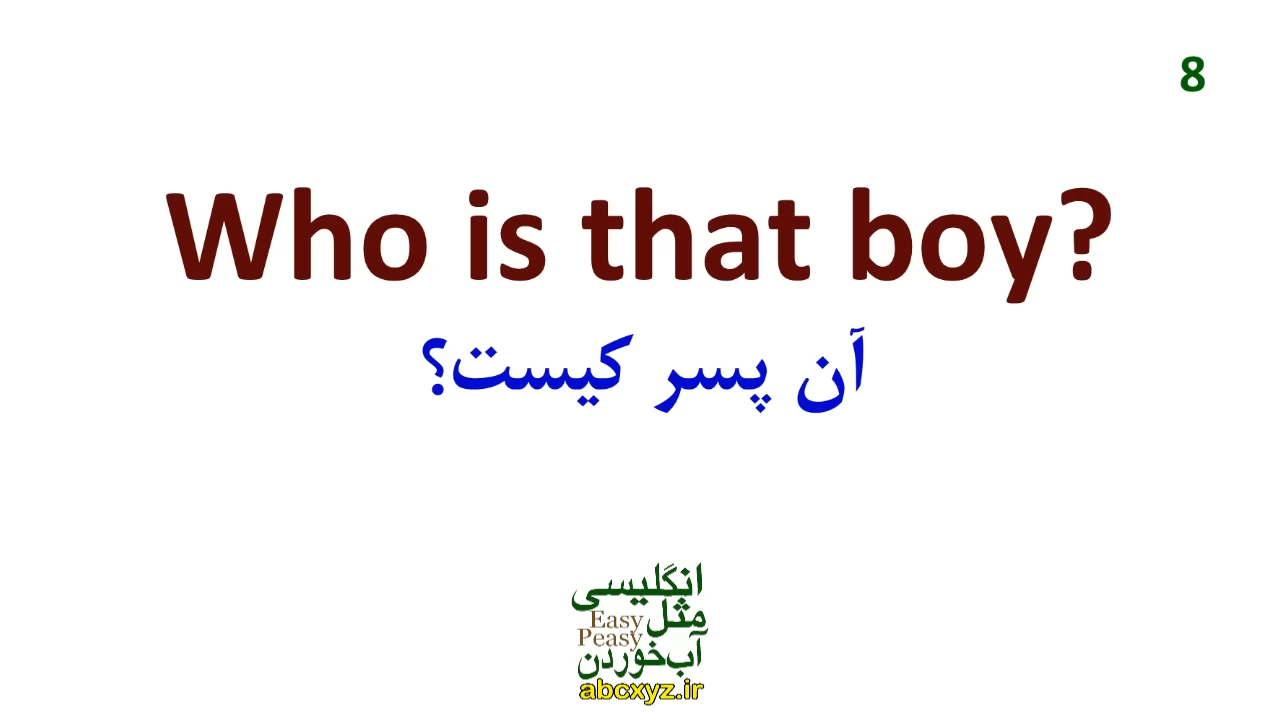 8
Who is that boy?
آن پسر کیست؟
انگلیسی
مثل
Easy
Peasy
آب‌خوردن
abcxyz.ir